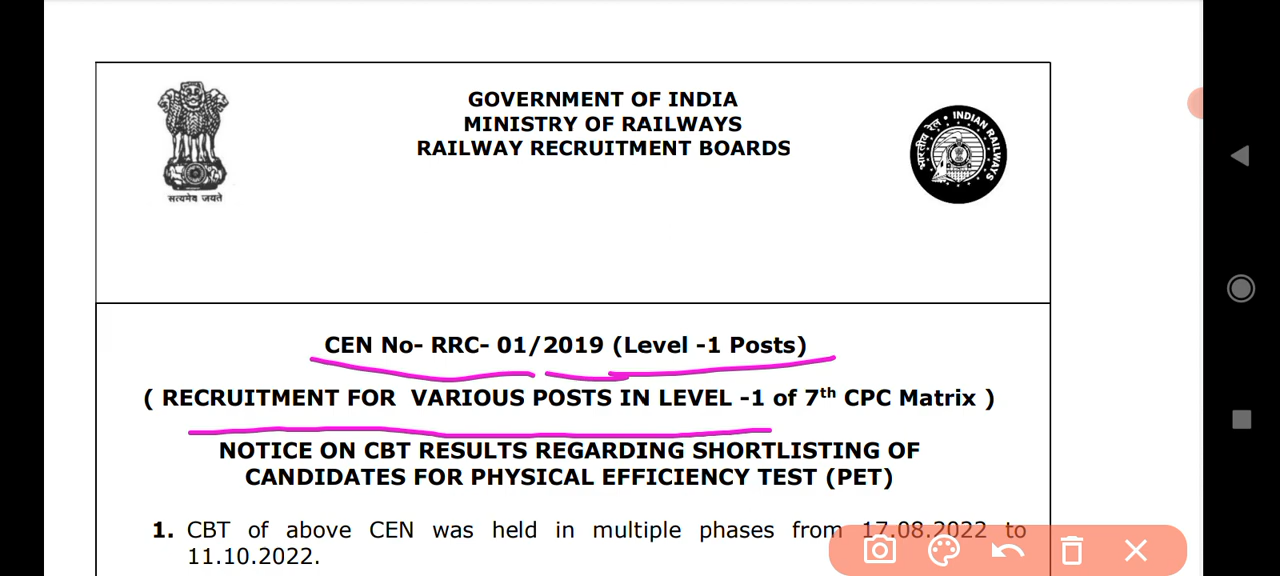 GOVERNMENT OF INDIA
MINISTRY OF RAILWAYS
RAILWAY RECRUITMENT BOARDS
सत्यमेव जयते
भारतीय रेल • INDIAN RAILWAYS
CEN No- RRC- 01/2019 (Level -1 Posts)
( RECRUITMENT FOR VARIOUS POSTS IN LEVEL -1 of 7th CPC Matrix )
NOTICE ON CBT RESULTS REGARDING SHORTLISTING OF
CANDIDATES FOR PHYSICAL EFFICIENCY TEST (PET)
1. CBT of above CEN was held in multiple phases from 17.08.2022 to
11.10.2022.